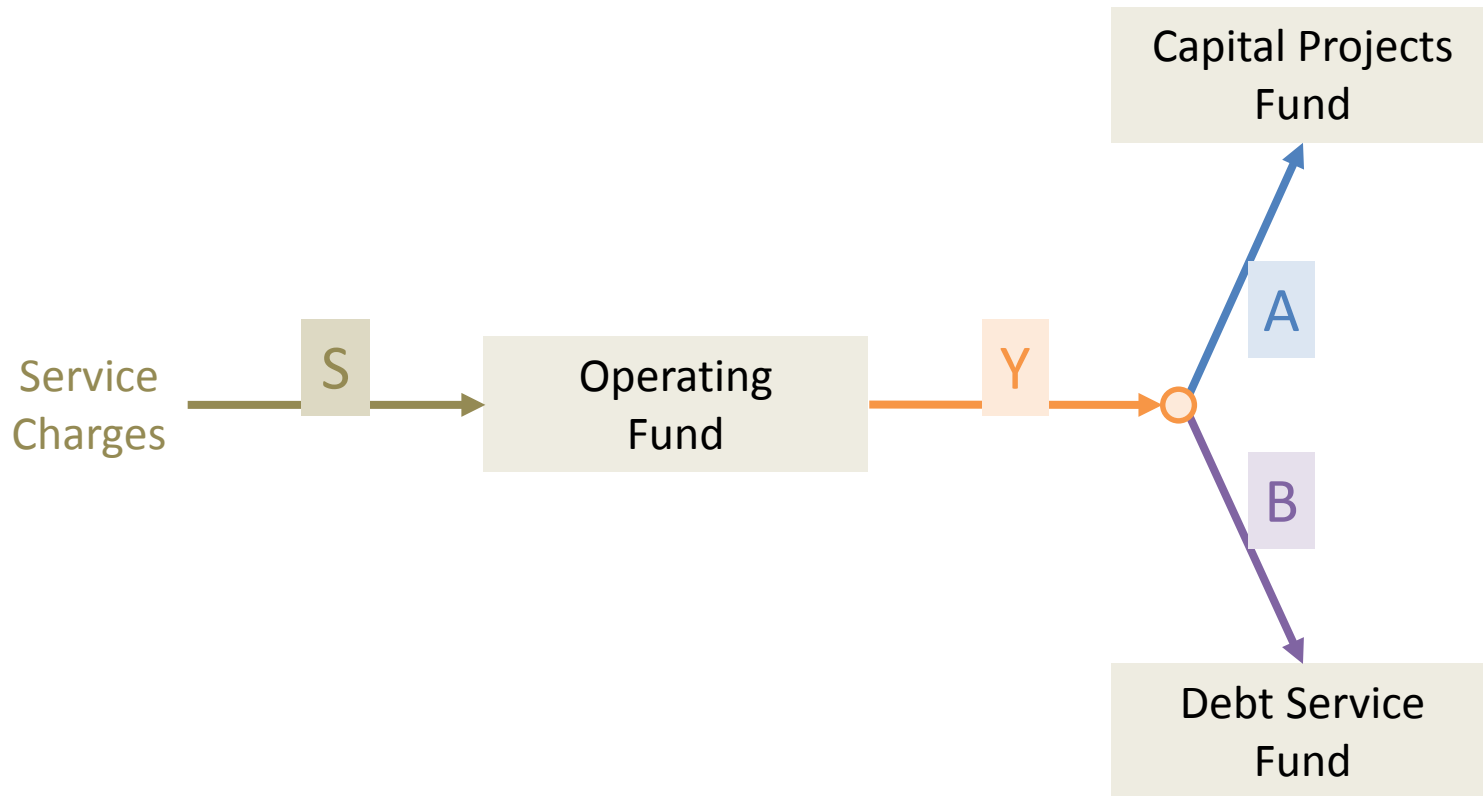 Capital Projects
Fund
A
S
Y
Service
Charges
Operating
Fund
B
Debt Service
Fund